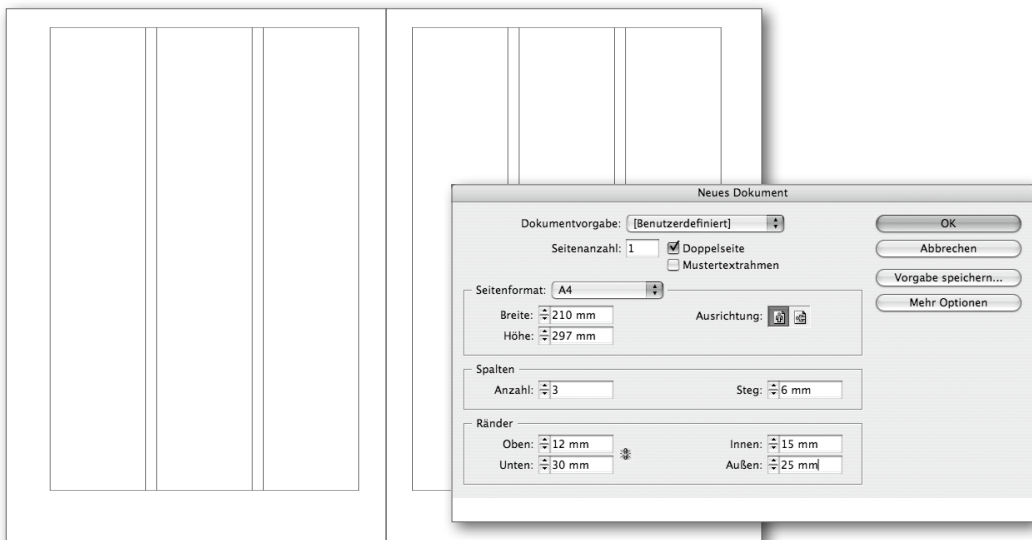 Neues Dokument
Dokumentvorgabe: [Benutzerdefiniert]
OK
Seitenanzahl: 1 Doppelseite
Abbrechen
Mustertextrahmen
Vorgabe speichern...
Seitenformat: A4
Mehr Optionen
Breite: 210 mm Ausrichtung:
Höhe: 297 mm
Spalten
Anzahl: 3 Steg: 6 mm
Ränder
Oben: 12 mm Innen: 15 mm
Unten: 30 mm Außen: 25 mm